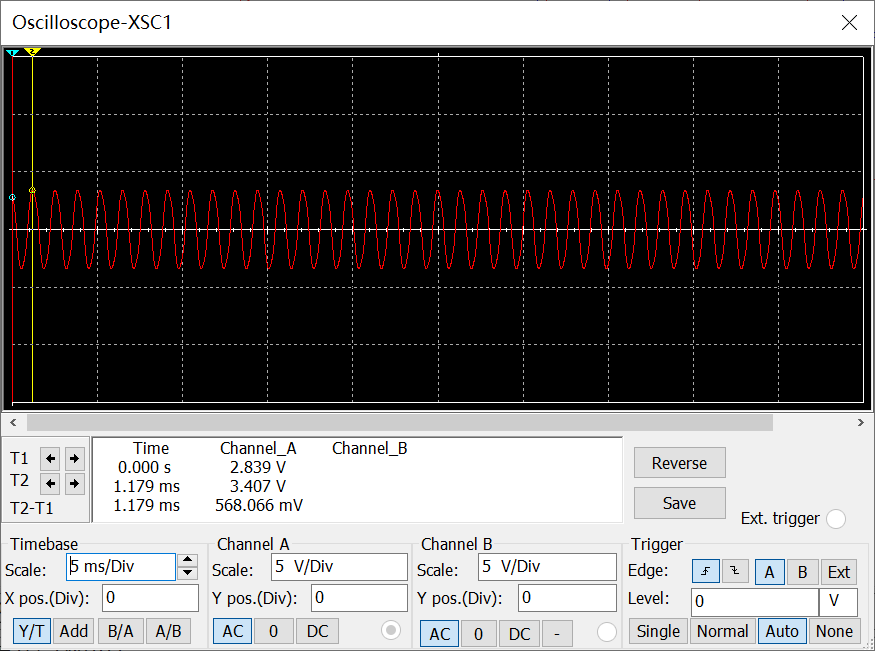 Oscilloscope-XSC1
1 2
T1
T2
T2-T1
Time Channel_A Channel_B
0.000 s 2.839 V
1.179 ms 3.407 V
1.179 ms 568.066 mV
Reverse
Save
Ext. trigger
Timebase
Scale: 5 ms/Div
X pos.(Div): 0
Y/T Add B/A A/B
Channel A
Scale: 5 V/Div
Y pos.(Div): 0
AC 0 DC
Channel B
Scale: 5 V/Div
Y pos.(Div): 0
AC 0 DC -
Trigger
Edge: A B Ext
Level: 0 V
Single Normal Auto None